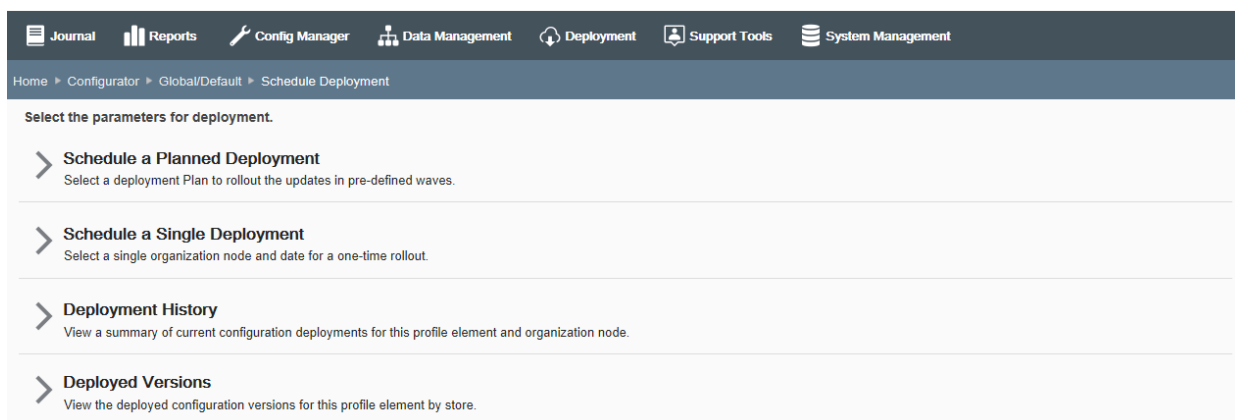 Journal Reports Config Manager Data Management Deployment Support Tools System Management
Home Configurator Global/Default Schedule Deployment
Select the parameters for deployment.
Schedule a Planned Deployment
Select a deployment Plan to rollout the updates in pre-defined waves.
Schedule a Single Deployment
Select a single organization node and date for a one-time rollout.
Deployment History
View a summary of current configuration deployments for this profile element and organization node.
Deployed Versions
View the deployed configuration versions for this profile element by store.